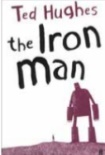 Ted Hughes
the Iron
man